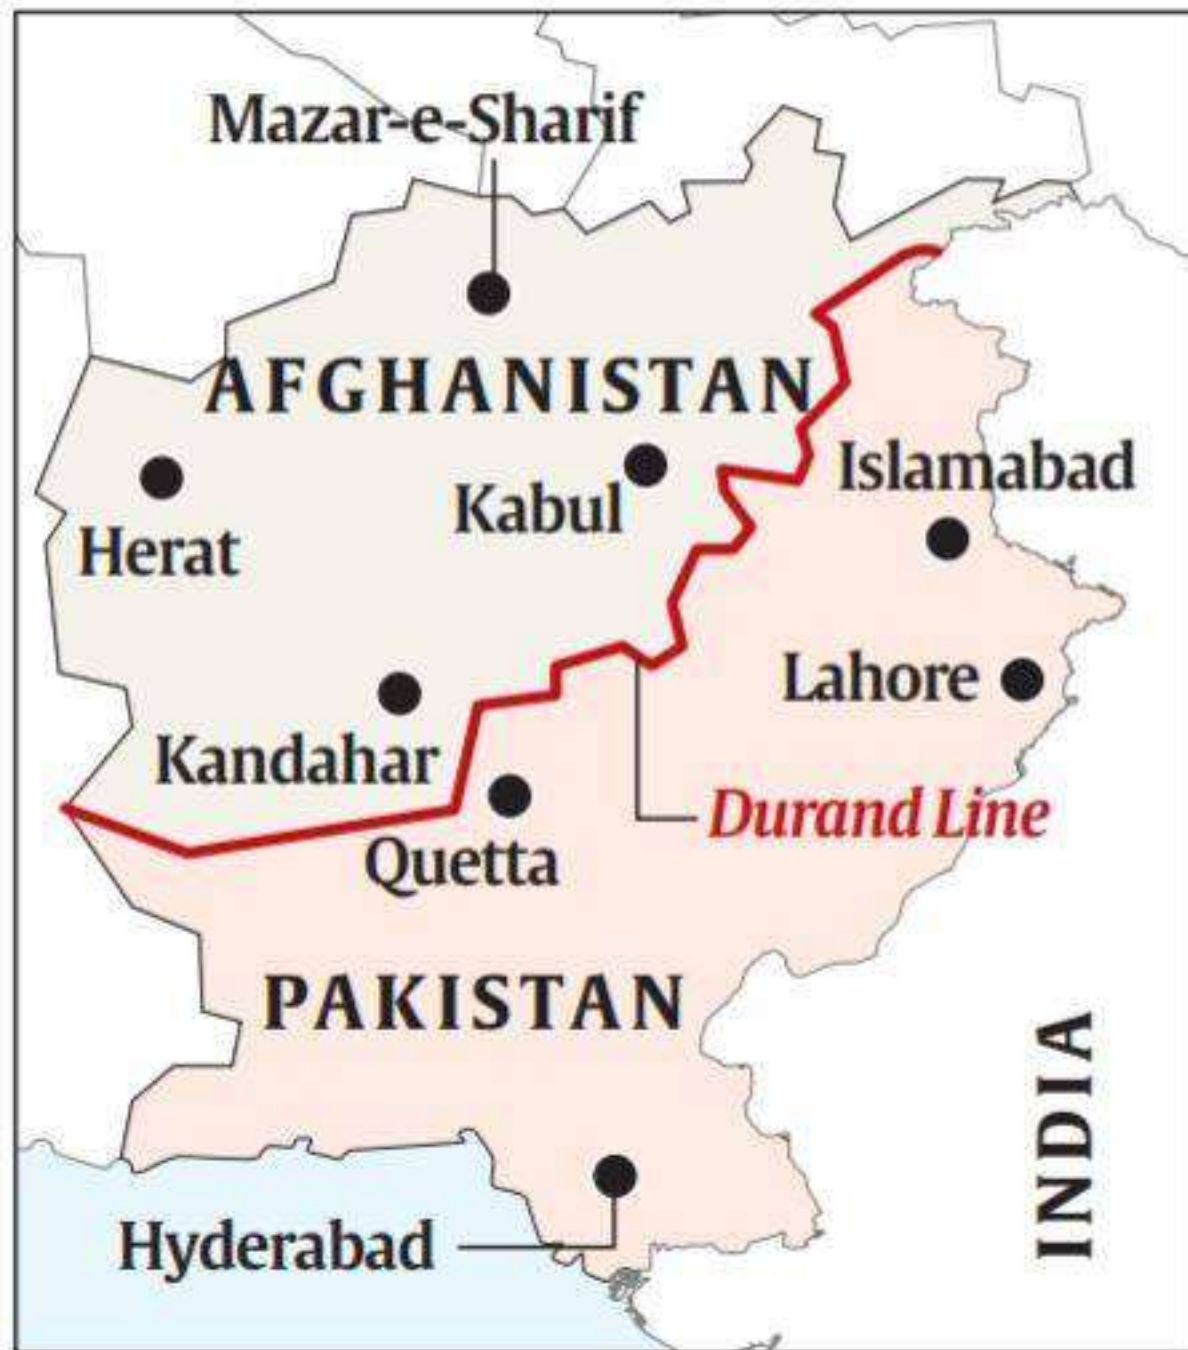 Mazar-e-Sharif
AFGHANISTAN
Islamabad
Kabul
Herat
Lahore
Kandahar
Durand Line
Quetta
PAKISTAN
INDIA
Hyderabad